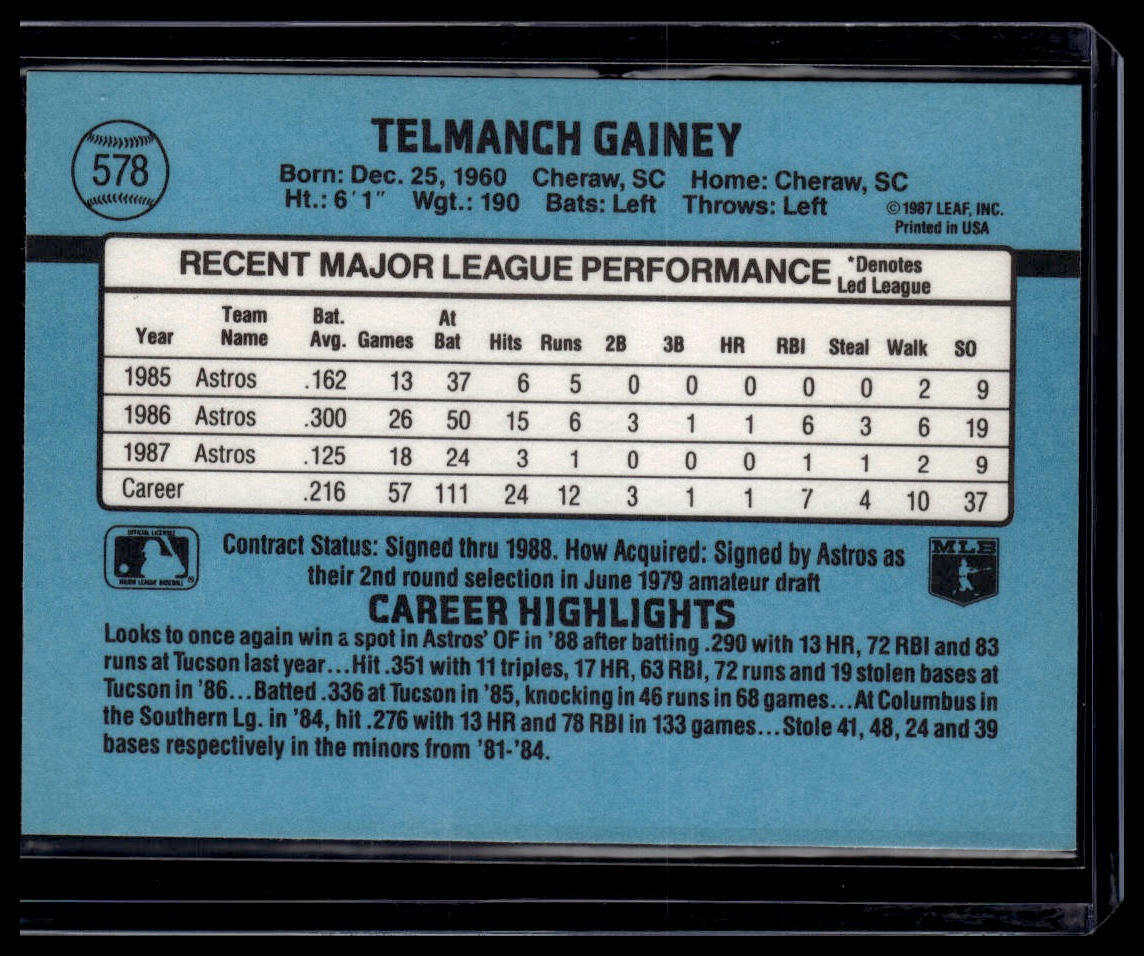 578
TELMANCH GAINEY
Born: Dec. 25, 1960 Cheraw, SC Home: Cheraw, SC
Ht.: 6'1" Wgt.: 190 Bats: Left Throws: Left
©1987 LEAF, INC.
Printed in USA
RECENT MAJOR LEAGUE PERFORMANCE
*Denotes
Led League
Year Team Name Bat. Avg. Games At Bat Hits Runs 2B 3B HR RBI Steal Walk SO
1985 Astros .162 13 37 6 5 0 0 0 0 0 2 9
1986 Astros .300 26 50 15 6 3 1 1 6 3 6 19
1987 Astros .125 18 24 3 1 0 0 0 1 1 2 9
Career .216 57 111 24 12 3 1 1 7 4 10 37
OFFICIAL LICENSEE
MAJOR LEAGUE BASEBALL ®
Contract Status: Signed thru 1988. How Acquired: Signed by Astros as
their 2nd round selection in June 1979 amateur draft
MLB
CAREER HIGHLIGHTS
Looks to once again win a spot in Astros' OF in '88 after batting .290 with 13 HR, 72 RBI and 83
runs at Tucson last year...Hit .351 with 11 triples, 17 HR, 63 RBI, 72 runs and 19 stolen bases at
Tucson in '86...Batted .336 at Tucson in '85, knocking in 46 runs in 68 games...At Columbus in
the Southern Lg. in '84, hit .276 with 13 HR and 78 RBI in 133 games...Stole 41, 48, 24 and 39
bases respectively in the minors from '81-'84.